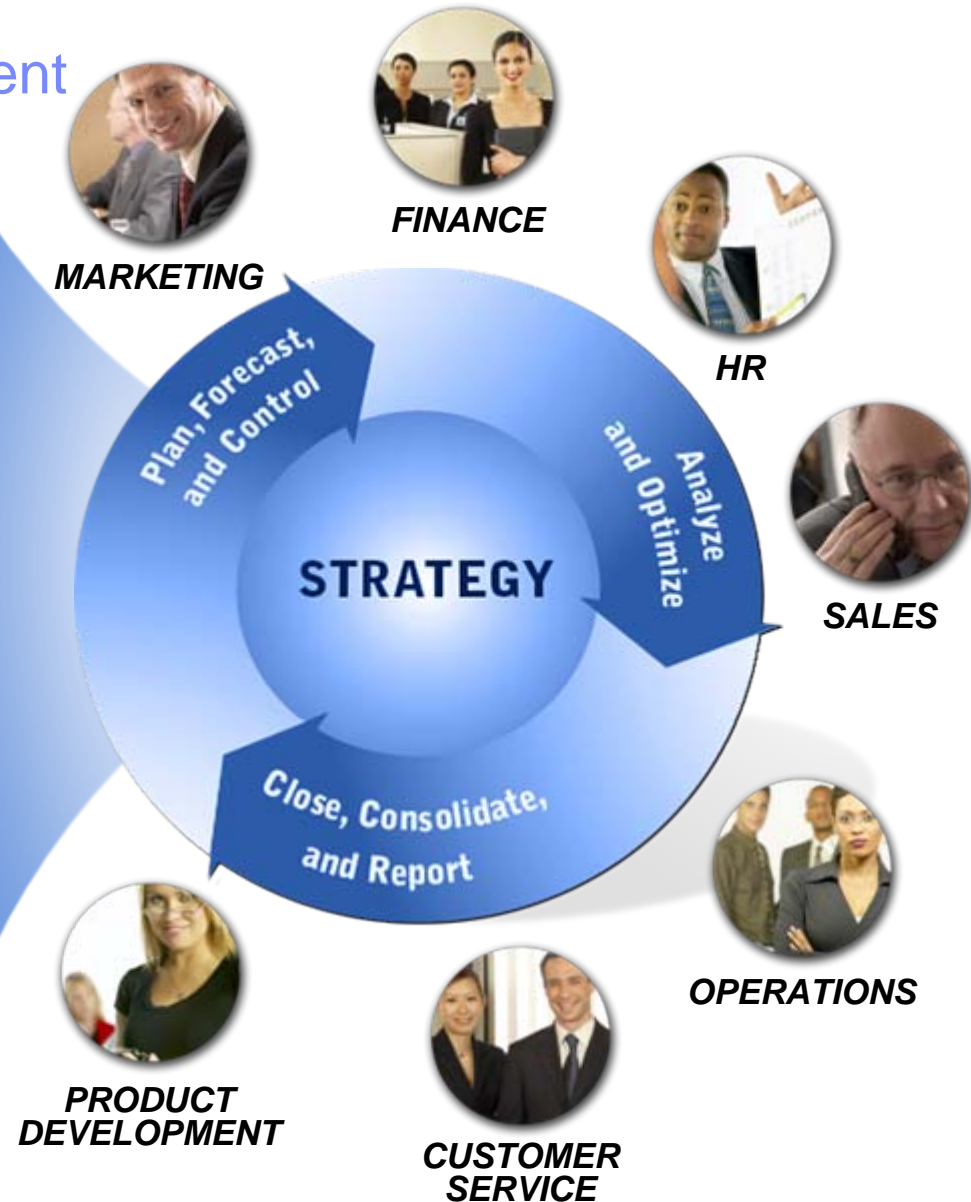 ent
MARKETING
FINANCE
HR
SALES
OPERATIONS
CUSTOMER
SERVICE
PRODUCT
DEVELOPMENT
Plan, Forecast,
and Control
Analyze
and Optimize
Close, Consolidate,
and Report
STRATEGY